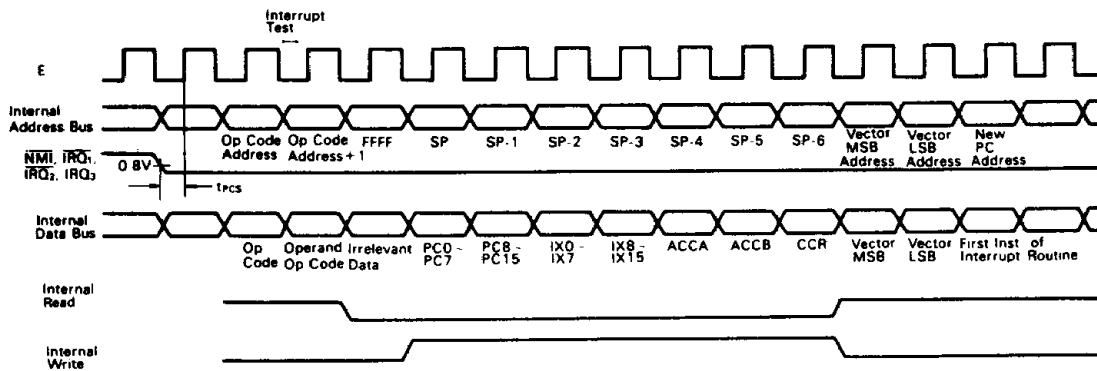 Interrupt
Test
E
Internal
Address Bus
Op Code
Address
Op Code
Address + 1
FFFF
SP
SP-1
SP-2
SP-3
SP-4
SP-5
SP-6
Vector
MSB
Address
Vector
LSB
Address
New
PC
Address
NMI, IRQ1,
IRQ2, IRQ3
0 8V
tPCS
Internal
Data Bus
Op
Code
Operand
Op Code
Irrelevant
Data
PC0 -
PC7
PC8 -
PC15
IX0 -
IX7
IX8 -
IX15
ACCA
ACCB
CCR
Vector
MSB
Vector
LSB
First Inst of
Interrupt Routine
Internal
Read
Internal
Write